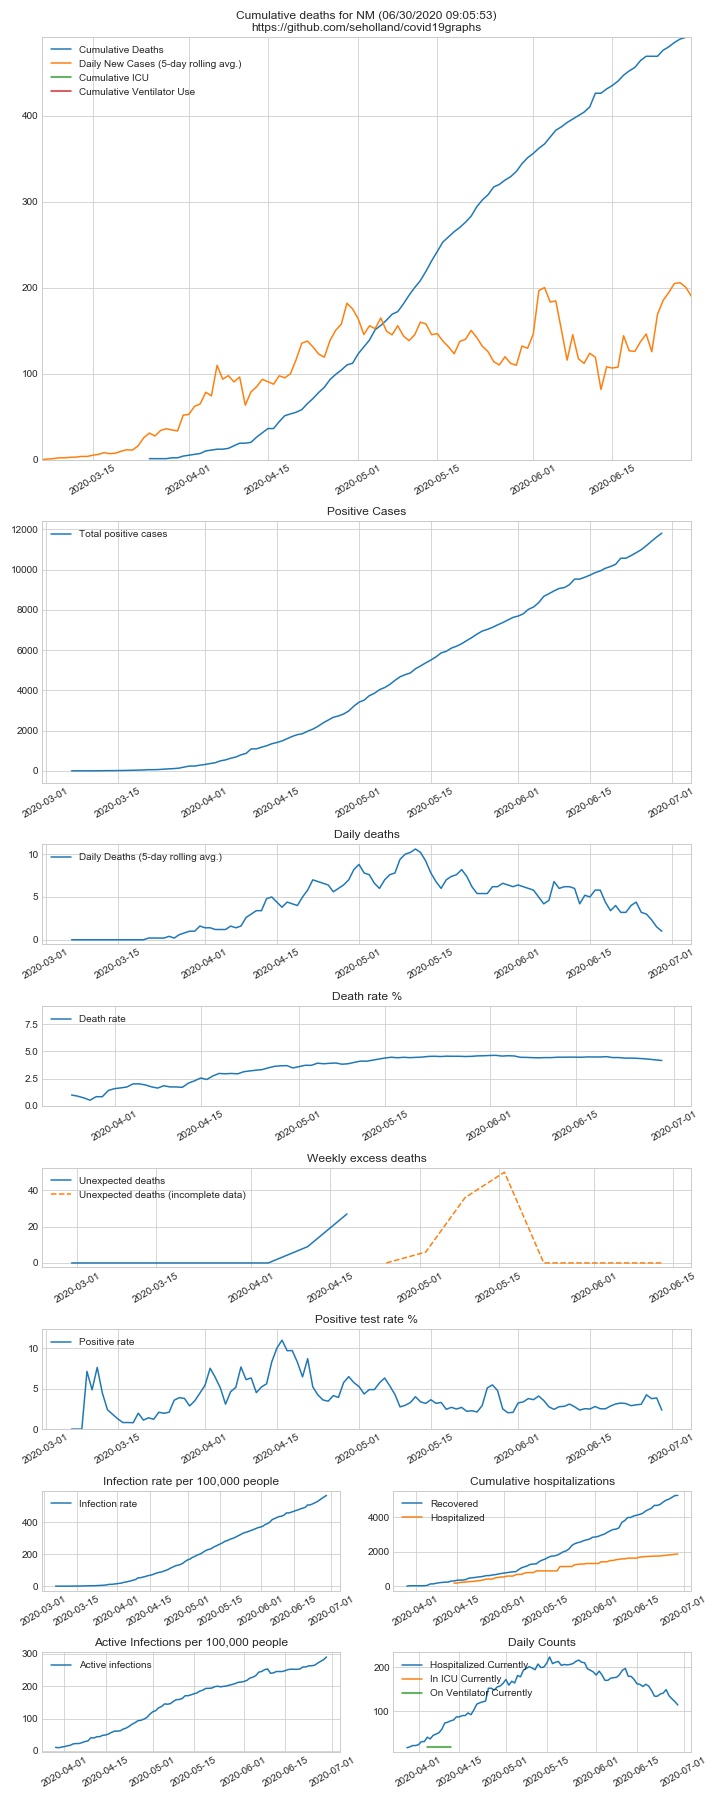 Cumulative deaths for NM (06/30/2020 09:05:53)
https://github.com/seholland/covid19graphs
Cumulative Deaths
Daily New Cases (5-day rolling avg.)
Cumulative ICU
Cumulative Ventilator Use
400
300
200
100
0
2020-03-15 2020-04-01 2020-04-15 2020-05-01 2020-05-15 2020-06-01 2020-06-15
Positive Cases
Total positive cases
12000
10000
8000
6000
4000
2000
0
2020-03-01 2020-03-15 2020-04-01 2020-04-15 2020-05-01 2020-05-15 2020-06-01 2020-06-15 2020-07-01
Daily deaths
Daily Deaths (5-day rolling avg.)
10
5
0
2020-03-01 2020-03-15 2020-04-01 2020-04-15 2020-05-01 2020-05-15 2020-06-01 2020-06-15 2020-07-01
Death rate %
Death rate
7.5
5.0
2.5
0.0
2020-04-01 2020-04-15 2020-05-01 2020-05-15 2020-06-01 2020-06-15 2020-07-01
Weekly excess deaths
Unexpected deaths
Unexpected deaths (incomplete data)
40
20
0
2020-03-01 2020-03-15 2020-04-01 2020-04-15 2020-05-01 2020-05-15 2020-06-01 2020-06-15
Positive test rate %
Positive rate
10
5
0
2020-03-01 2020-03-15 2020-04-01 2020-04-15 2020-05-01 2020-05-15 2020-06-01 2020-06-15 2020-07-01
Infection rate per 100,000 people
Infection rate
400
200
0
2020-03-01 2020-03-15 2020-04-01 2020-04-15 2020-05-01 2020-05-15 2020-06-01 2020-06-15 2020-07-01
Cumulative hospitalizations
Recovered
Hospitalized
4000
2000
0
2020-04-01 2020-04-15 2020-05-01 2020-05-15 2020-06-01 2020-06-15 2020-07-01
Active Infections per 100,000 people
Active infections
300
200
100
0
2020-04-01 2020-04-15 2020-05-01 2020-05-15 2020-06-01 2020-06-15 2020-07-01
Daily Counts
Hospitalized Currently
In ICU Currently
On Ventilator Currently
200
100
2020-04-01 2020-04-15 2020-05-01 2020-05-15 2020-06-01 2020-06-15 2020-07-01